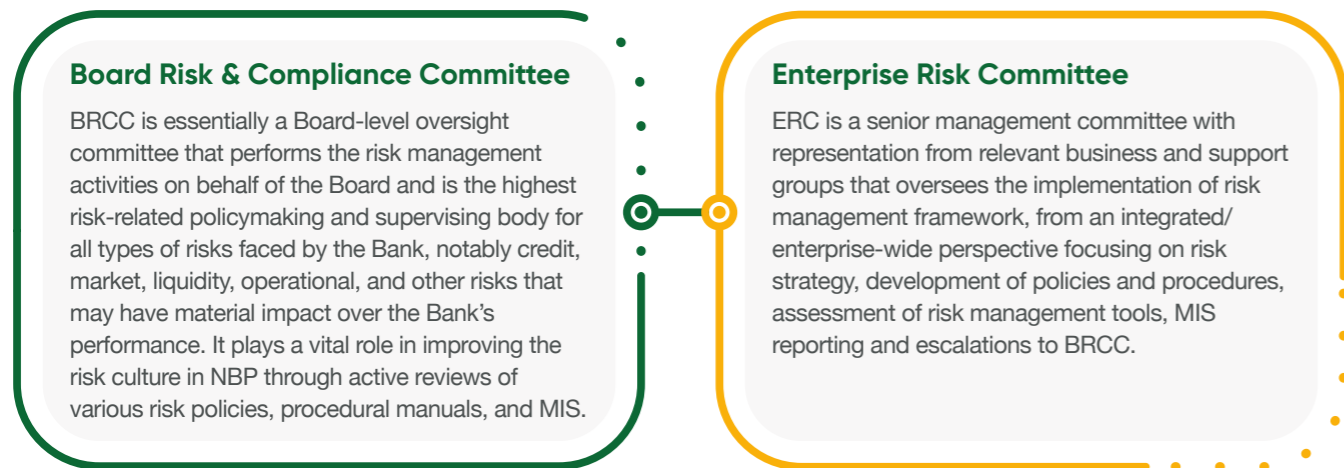 Board Risk & Compliance Committee
BRCC is essentially a Board-level oversight
committee that performs the risk management
activities on behalf of the Board and is the highest
risk-related policymaking and supervising body for
all types of risks faced by the Bank, notably credit,
market, liquidity, operational, and other risks that
may have material impact over the Bank’s
performance. It plays a vital role in improving the
risk culture in NBP through active reviews of
various risk policies, procedural manuals, and MIS.
Enterprise Risk Committee
ERC is a senior management committee with
representation from relevant business and support
groups that oversees the implementation of risk
management framework, from an integrated/
enterprise-wide perspective focusing on risk
strategy, development of policies and procedures,
assessment of risk management tools, MIS
reporting and escalations to BRCC.